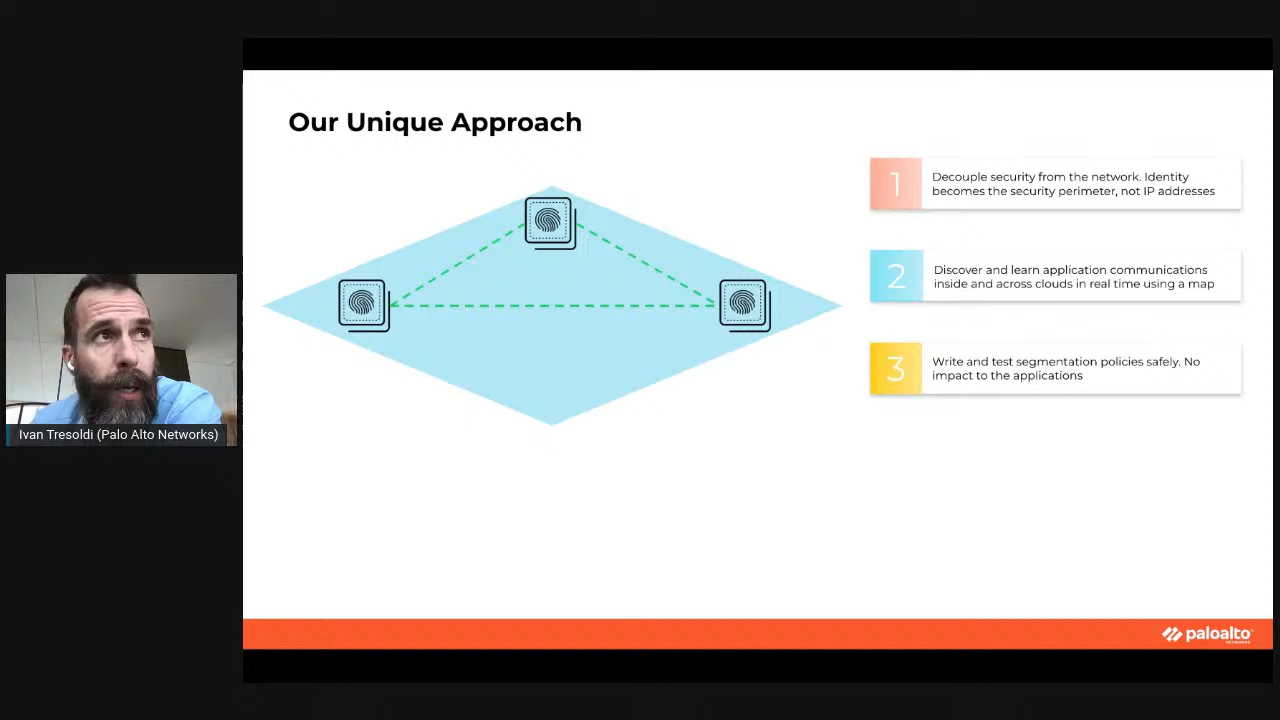 Our Unique Approach
1
Decouple security from the network. Identity
becomes the security perimeter, not IP addresses
2
Discover and learn application communications
inside and across clouds in real time using a map
3
Write and test segmentation policies safely. No
impact to the applications
Ivan Tresoldi (Palo Alto Networks)
paloalto
NETWORKS